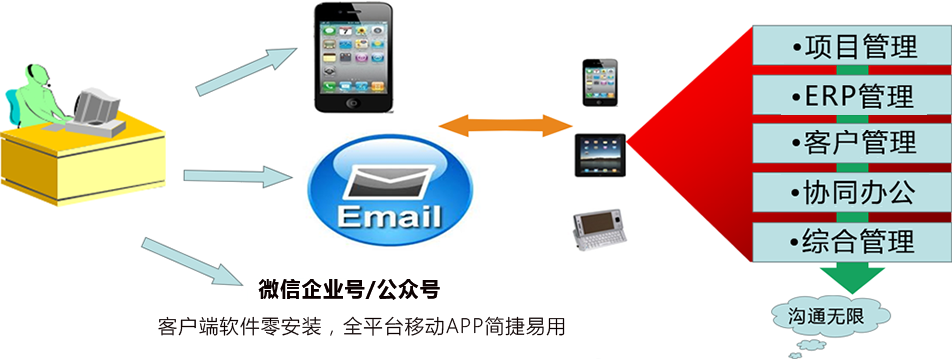 •项目管理
•ERP管理
•客户管理
•协同办公
•综合管理
沟通无限
Email
微信企业号/公众号
客户端软件零安装，全平台移动APP简捷易用